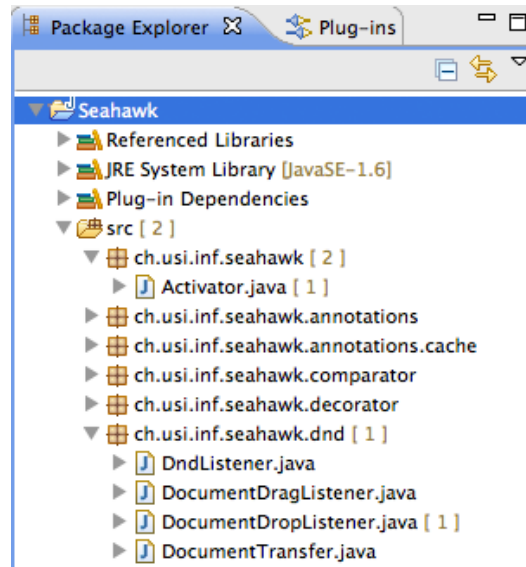 Package Explorer Plug-ins
Seahawk
Referenced Libraries
JRE System Library [JavaSE-1.6]
Plug-in Dependencies
src [ 2 ]
ch.usi.inf.seahawk [ 2 ]
Activator.java [ 1 ]
ch.usi.inf.seahawk.annotations
ch.usi.inf.seahawk.annotations.cache
ch.usi.inf.seahawk.comparator
ch.usi.inf.seahawk.decorator
ch.usi.inf.seahawk.dnd [ 1 ]
DndListener.java
DocumentDragListener.java
DocumentDropListener.java [ 1 ]
DocumentTransfer.java